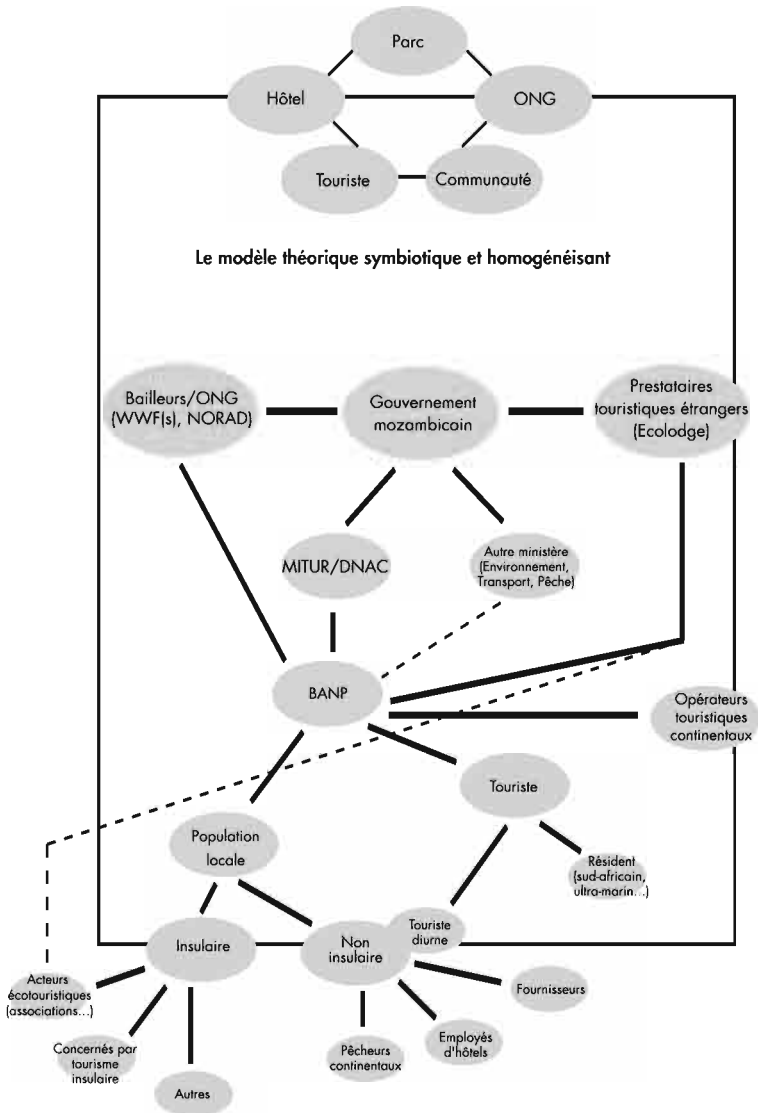 Parc
Hôtel
ONG
Touriste
Communauté
Le modèle théorique symbiotique et homogénéisant
Bailleurs/ONG
(WWF(s), NORAD)
Gouvernement
mozambicain
Prestataires
touristiques étrangers
(Ecolodge)
MITUR/DNAC
Autre ministère
(Environnement,
Transport, Pêche)
BANP
Opérateurs
touristiques
continentaux
Touriste
Population
locale
Résident
(sud-africain,
ultra-marin...)
Touriste
diurne
Insulaire
Non
insulaire
Acteurs
écotouristiques
(associations...)
Fournisseurs
Concernés par
tourisme
insulaire
Pêcheurs
continentaux
Employés
d'hôtels
Autres